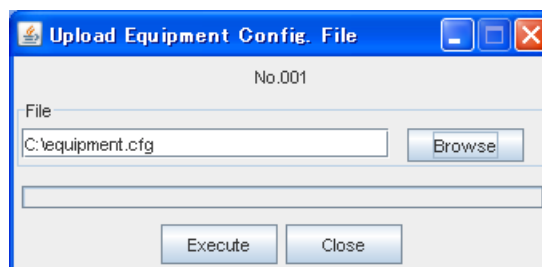 Upload Equipment Config. File
No.001
File
C:\equipment.cfg
Browse
Execute
Close